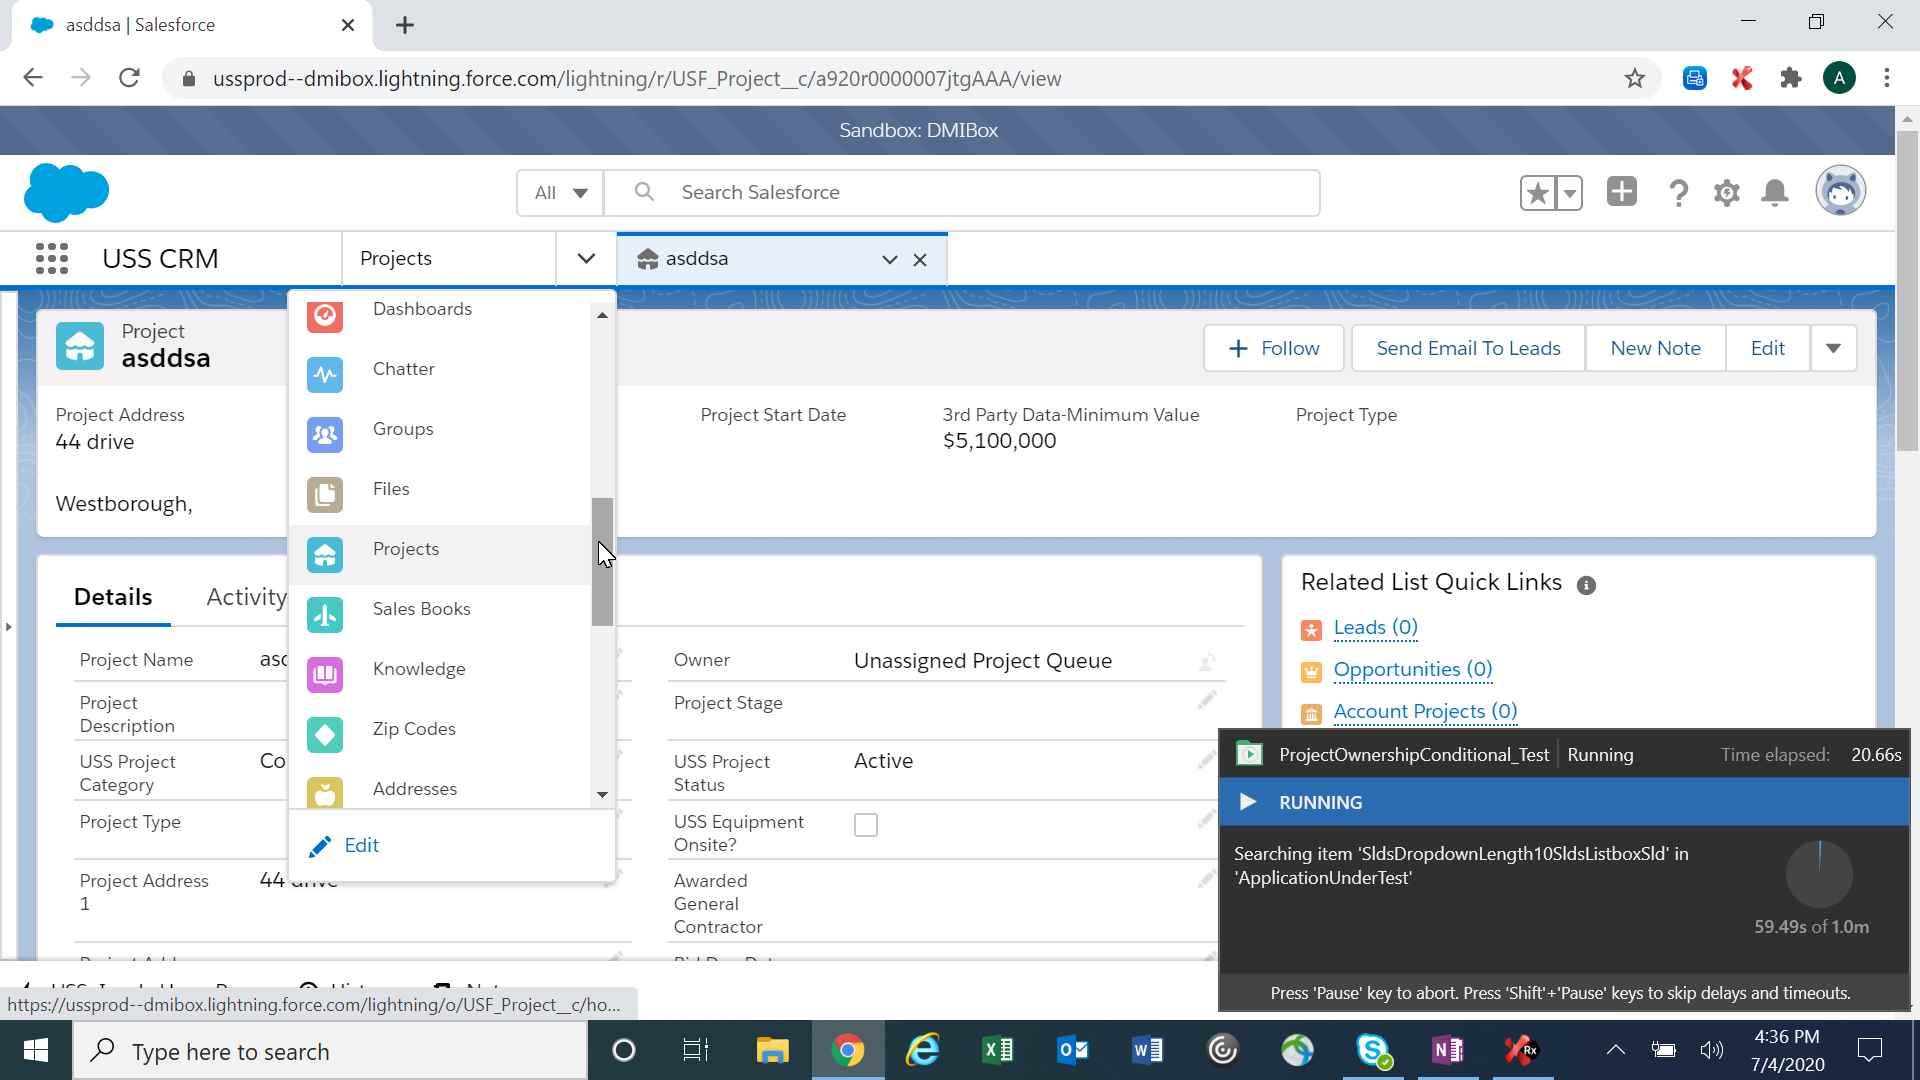 asddsa | Salesforce
ussprod--dmibox.lightning.force.com/lightning/r/USF_Project__c/a920r0000007jtgAAA/view
A
Sandbox: DMIBox
All
Search Salesforce
USS CRM
Projects
asddsa
Project
asddsa
Follow
Send Email To Leads
New Note
Edit
Project Address
44 drive
Westborough,
Project Start Date
3rd Party Data-Minimum Value
$5,100,000
Project Type
Dashboards
Chatter
Groups
Files
Projects
Sales Books
Knowledge
Zip Codes
Addresses
Edit
Details
Activity
Project Name
Project
Description
USS Project
Category
Co
Project Type
Project Address
1
44 drive
Owner
Unassigned Project Queue
Project Stage
USS Project
Status
Active
USS Equipment
Onsite?
Awarded
General
Contractor
Related List Quick Links
Leads (0)
Opportunities (0)
Account Projects (0)
ProjectOwnershipConditional_Test
Running
Time elapsed: 20.66s
RUNNING
Searching item 'SldsDropdownLength10SldsListboxSld' in
'ApplicationUnderTest'
59.49s of 1.0m
Press 'Pause' key to abort. Press 'Shift'+'Pause' keys to skip delays and timeouts.
https://ussprod--dmibox.lightning.force.com/lightning/o/USF_Project__c/ho...
Type here to search
Rx
4:36 PM
7/4/2020